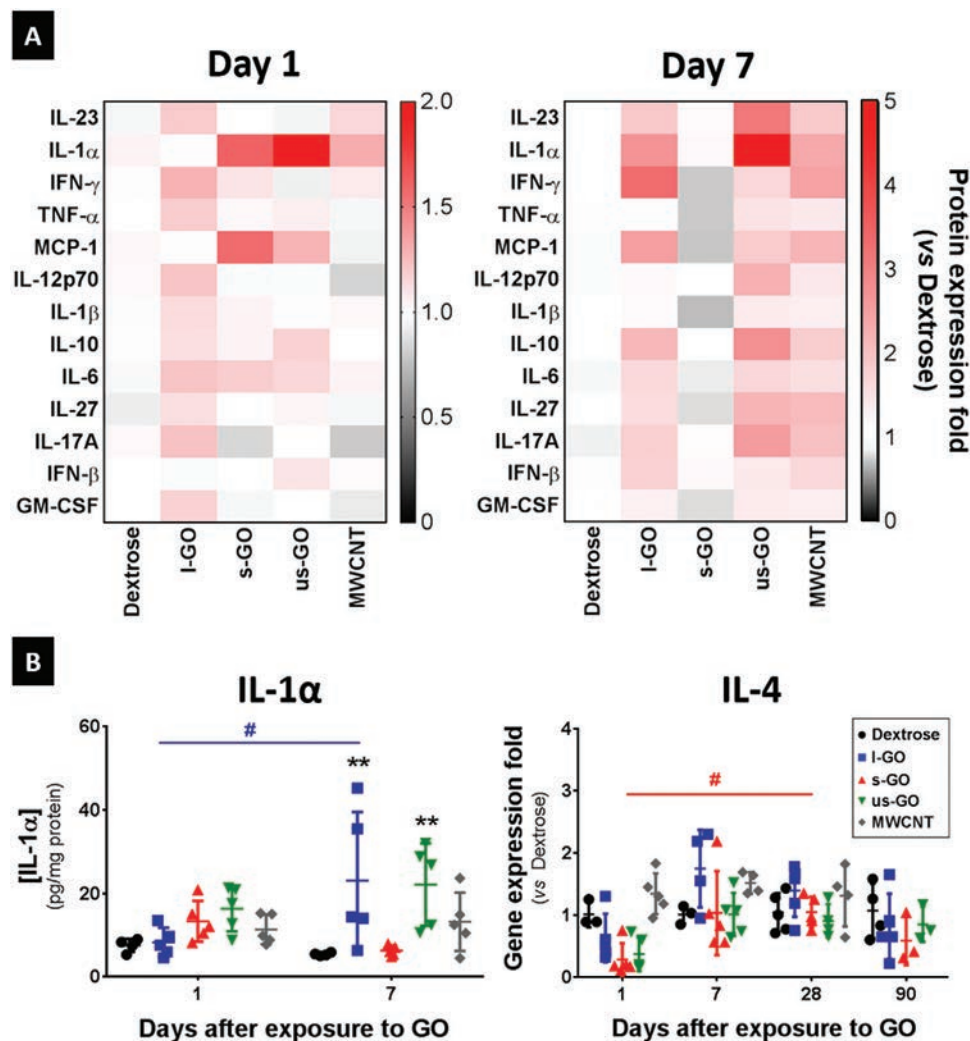 A
Day 1
Day 7
IL-23
IL-1α
IFN-γ
TNF-α
MCP-1
IL-12p70
IL-1β
IL-10
IL-6
IL-27
IL-17A
IFN-β
GM-CSF
2.0
1.5
1.0
0.5
0
Dextrose
l-GO
s-GO
us-GO
MWCNT
IL-23
IL-1α
IFN-γ
TNF-α
MCP-1
IL-12p70
IL-1β
IL-10
IL-6
IL-27
IL-17A
IFN-β
GM-CSF
5
4
3
2
1
0
Protein expression fold
(vs Dextrose)
Dextrose
l-GO
s-GO
us-GO
MWCNT
B
IL-1α
[IL-1α]
(pg/mg protein)
60
40
20
0
#
**
**
1
7
Days after exposure to GO
IL-4
Gene expression fold
(vs Dextrose)
4
3
2
1
0
#
Dextrose
l-GO
s-GO
us-GO
MWCNT
1
7
28
90
Days after exposure to GO